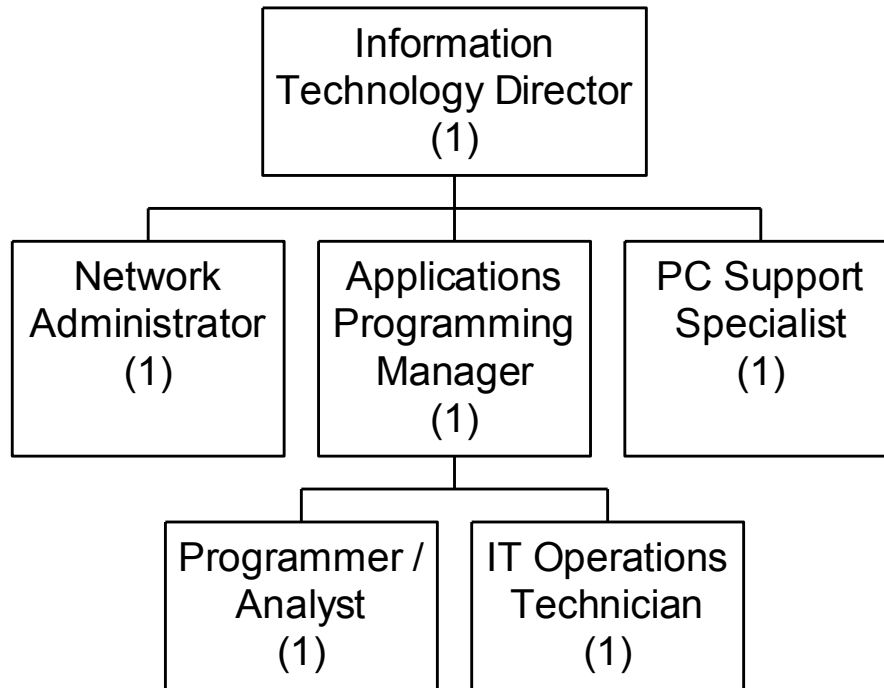 Information
Technology Director
(1)
Network
Administrator
(1)
Applications
Programming
Manager
(1)
PC Support
Specialist
(1)
Programmer /
Analyst
(1)
IT Operations
Technician
(1)